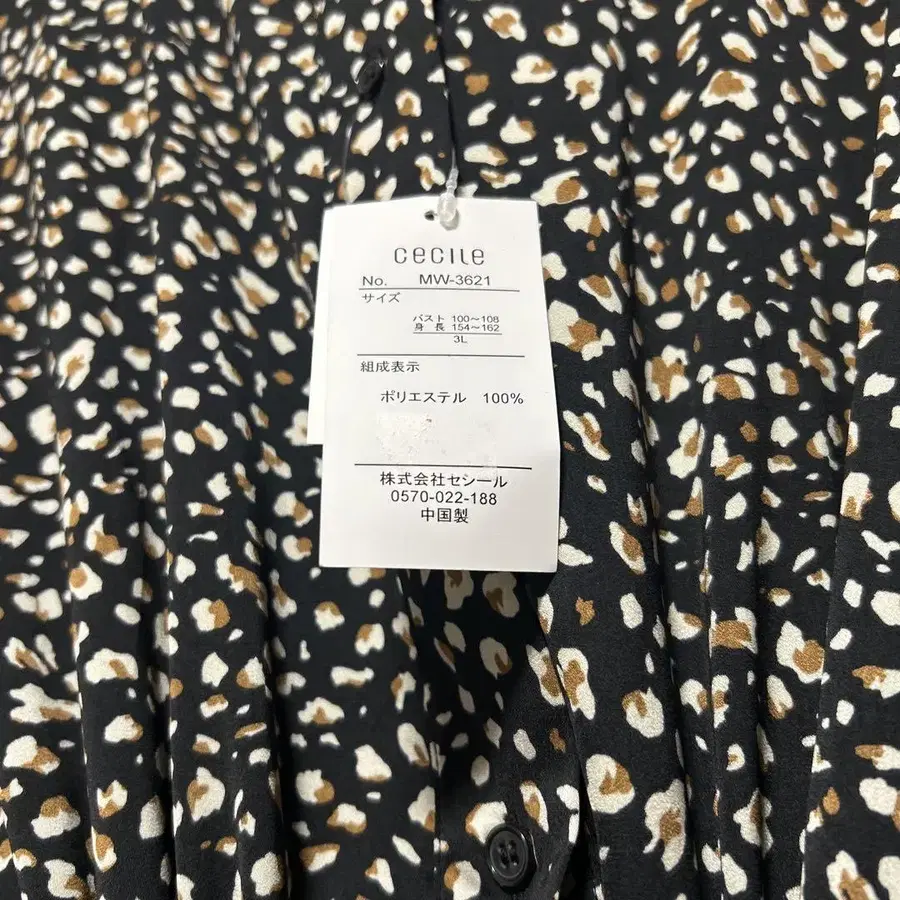 cecile
No. MW-3621
サイズ
バスト 100～108
身 長 154～162
3L
組成表示
ポリエステル 100%
株式会社セシール
0570-022-188
中国製